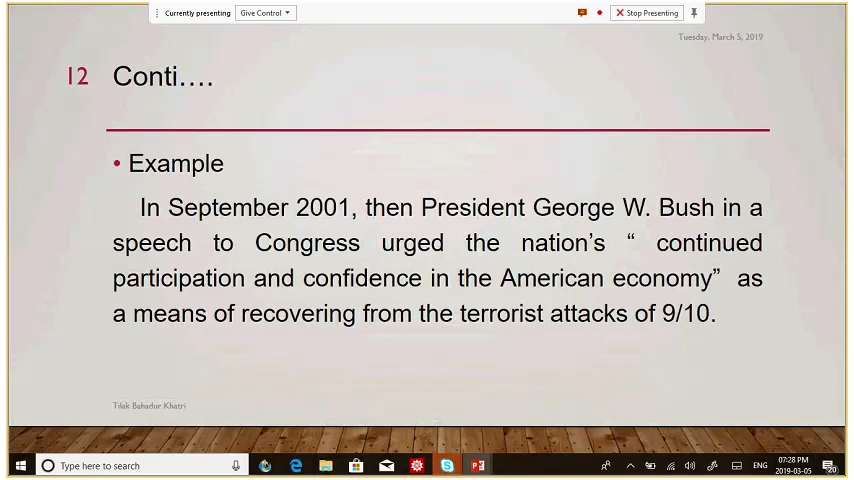 Currently presenting Give Control Stop Presenting
Tuesday, March 5, 2019
12 Conti....
• Example
In September 2001, then President George W. Bush in a
speech to Congress urged the nation's “ continued
participation and confidence in the American economy” as
a means of recovering from the terrorist attacks of 9/10.
Tilak Bahadur Khatri
Type here to search
ENG
07:28 PM
2019-03-05
20